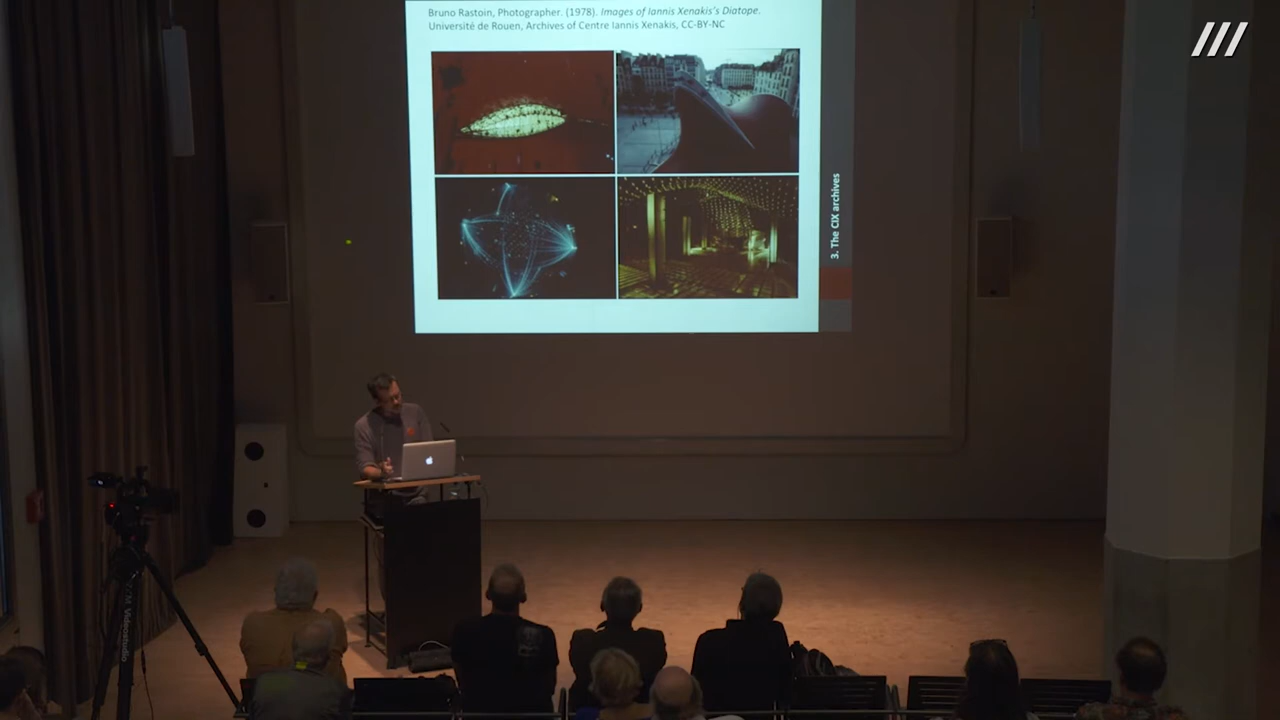 Bruno Rastoin, Photographer. (1978). Images of Iannis Xenakis's Diatope.
Université de Rouen, Archives of Centre Iannis Xenakis, CC-BY-NC
3. The CIX archives
Videostudio